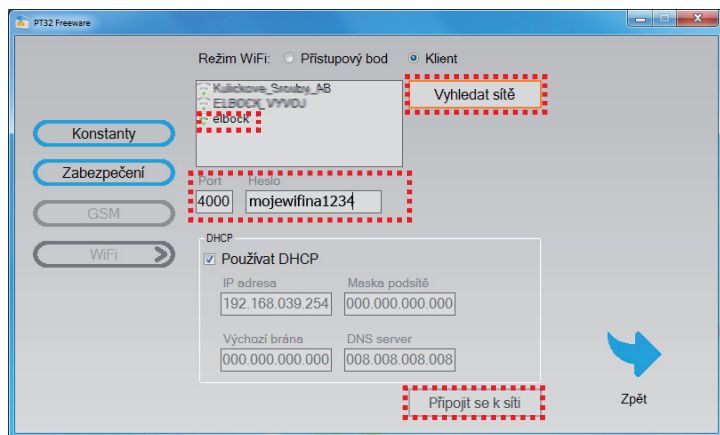 PT32 Freeware
Režim WiFi: Přístupový bod Klient
Kulickove_Srouby_AB
ELBOCK_VYVOJ
elbock
Vyhledat sítě
Konstanty
Zabezpečení
GSM
WiFi
Port Heslo
4000 mojewifina1234
DHCP
Používat DHCP
IP adresa Maska podsítě
192.168.039.254 000.000.000.000
Výchozí brána DNS server
000.000.000.000 008.008.008.008
Připojit se k síti
Zpět